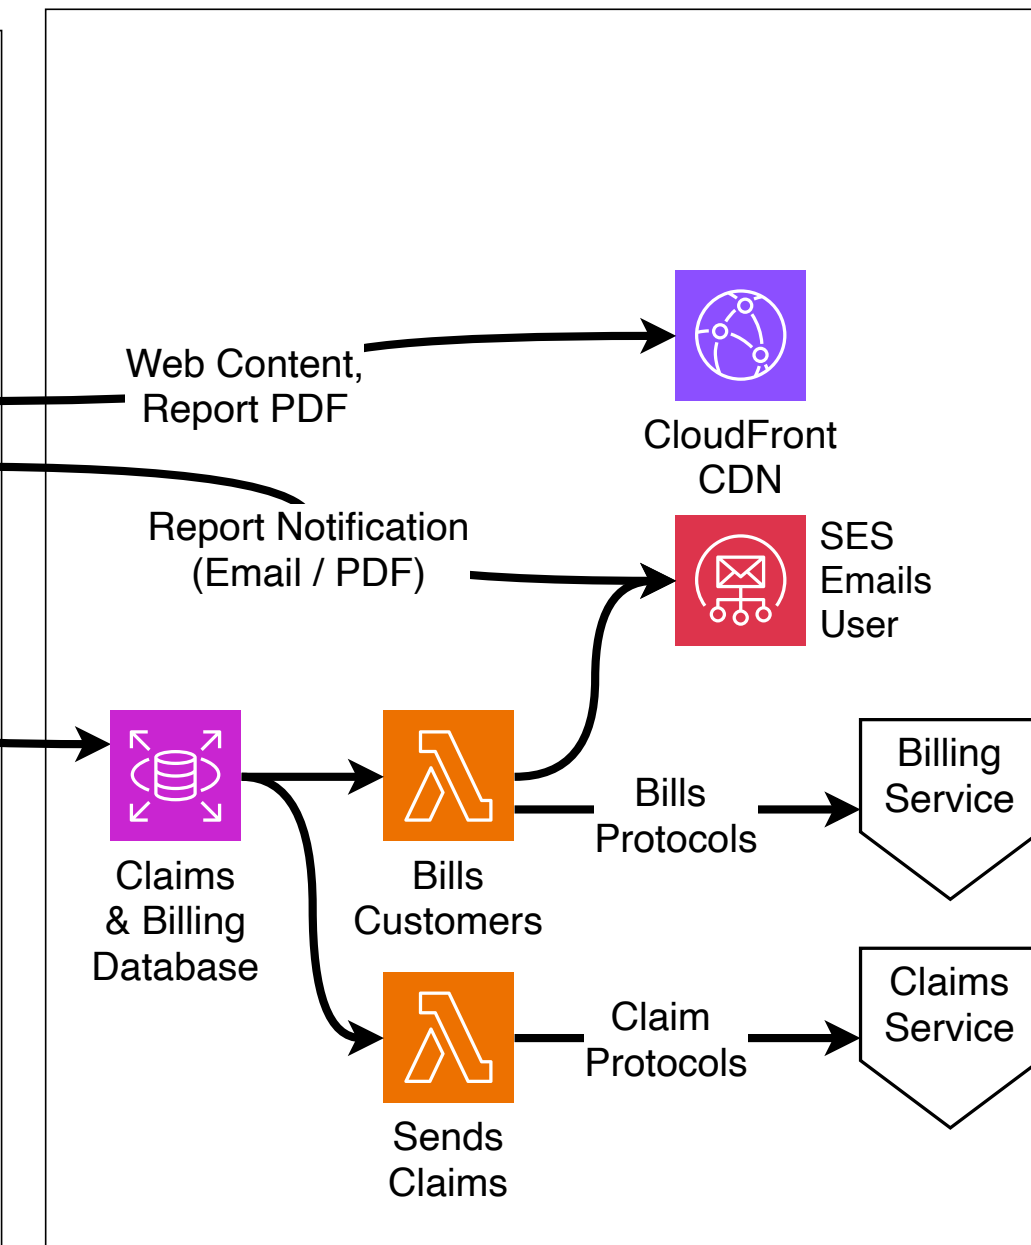 Web Content,
Report PDF
CloudFront
CDN
Report Notification
(Email / PDF)
SES
Emails
User
Claims
& Billing
Database
Bills
Customers
Bills
Protocols
Billing
Service
Sends
Claims
Claim
Protocols
Claims
Service